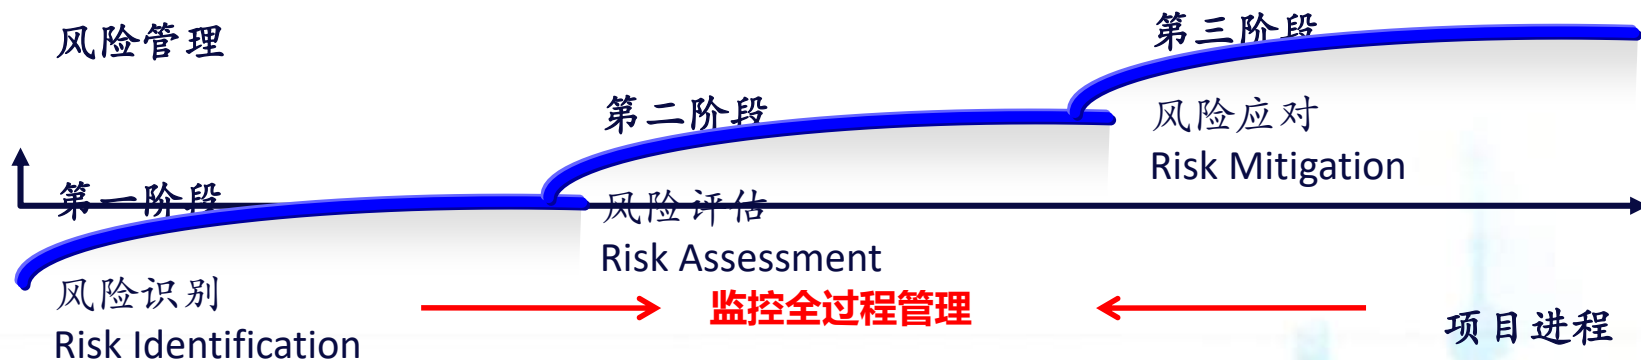 风险管理
第一阶段
风险识别
Risk Identification
第二阶段
风险评估
Risk Assessment
第三阶段
风险应对
Risk Mitigation
监控全过程管理
项目进程